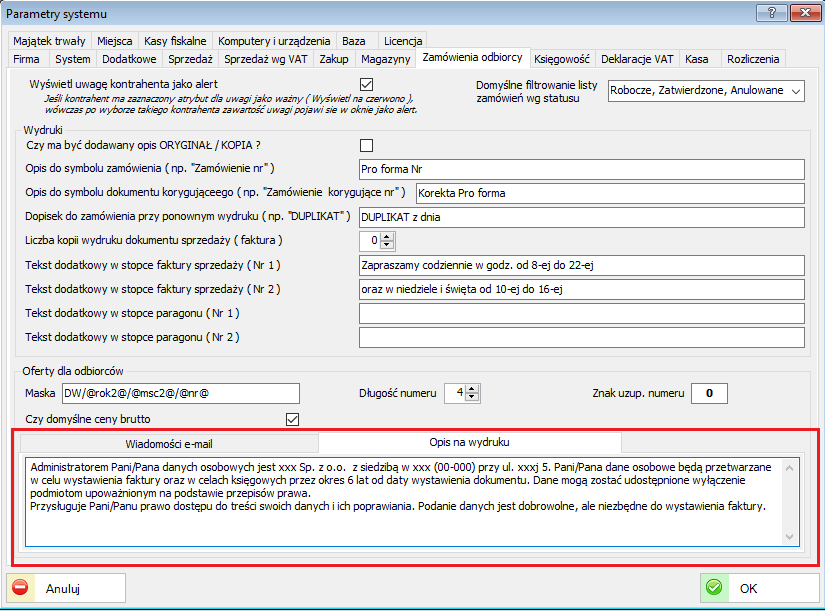 Parametry systemu
Majątek trwały Miejsca Kasy fiskalne Komputery i urządzenia Baza Licencja
Firma System Dodatkowe Sprzedaż Sprzedaż wg VAT Zakup Magazyny Zamówienia odbiorcy Księgowość Deklaracje VAT Kasa Rozliczenia
Wyświetl uwagę kontrahenta jako alert
Jeśli kontrahent ma zaznaczony atrybut dla uwagi jako ważny ( Wyświetl na czerwono ),
wówczas po wyborze takiego kontrahenta zawartość uwagi pojawi sie w oknie jako alert.
Domyślne filtrowanie listy
zamówień wg statusu
Robocze, Zatwierdzone, Anulowane
Wydruki
Czy ma być dodawany opis ORYGINAŁ / KOPIA ?
Opis do symbolu zamówienia ( np. "Zamówienie nr" ) Pro forma Nr
Opis do symbolu dokumentu korygująceego ( np. "Zamówienie korygujące nr" ) Korekta Pro forma
Dopisek do zamówienia przy ponownym wydruku ( np. "DUPLIKAT" ) DUPLIKAT z dnia
Liczba kopii wydruku dokumentu sprzedaży ( faktura ) 0
Tekst dodatkowy w stopce faktury sprzedaży ( Nr 1 ) Zapraszamy codziennie w godz. od 8-ej do 22-ej
Tekst dodatkowy w stopce faktury sprzedaży ( Nr 2 ) oraz w niedziele i święta od 10-ej do 16-ej
Tekst dodatkowy w stopce paragonu ( Nr 1 )
Tekst dodatkowy w stopce paragonu ( Nr 2 )
Oferty dla odbiorców
Maska DW/@rok2@/@msc2@/@nr@ Długość numeru 4 Znak uzup. numeru 0
Czy domyślne ceny brutto
Wiadomości e-mail Opis na wydruku
Administratorem Pani/Pana danych osobowych jest xxx Sp. z o.o. z siedzibą w xxx (00-000) przy ul. xxxj 5. Pani/Pana dane osobowe będą przetwarzane
w celu wystawienia faktury oraz w celach księgowych przez okres 6 lat od daty wystawienia dokumentu. Dane mogą zostać udostępnione wyłącznie
podmiotom upoważnionym na podstawie przepisów prawa.
Przysługuje Pani/Panu prawo dostępu do treści swoich danych i ich poprawiania. Podanie danych jest dobrowolne, ale niezbędne do wystawienia faktury.
Anuluj OK